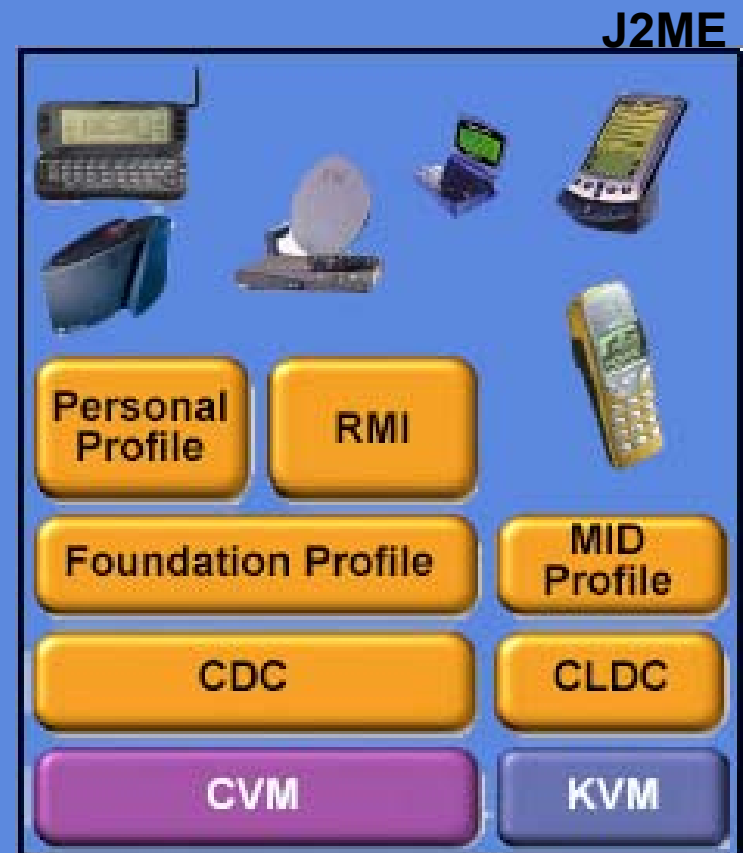 J2ME
Personal
Profile
RMI
Foundation Profile
MID
Profile
CDC
CLDC
CVM
KVM